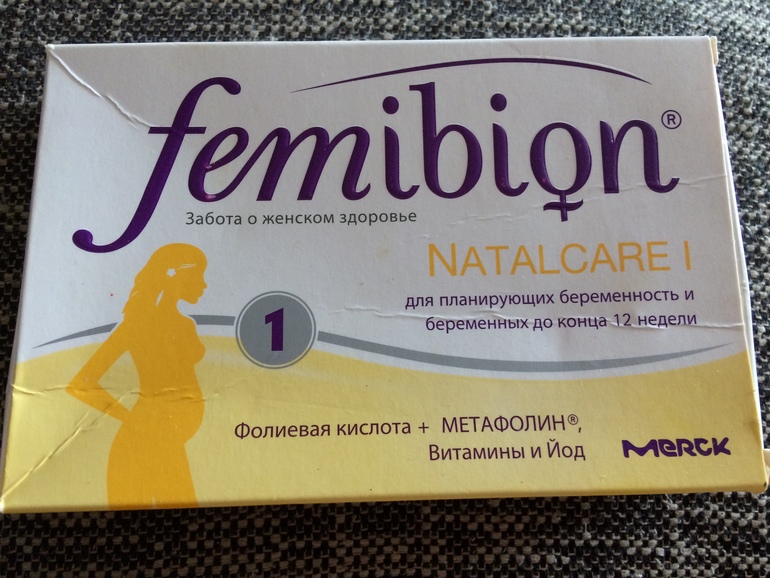 femibion®
Забота о женском здоровье
NATALCARE I
для планирующих беременность и
беременных до конца 12 недели
1
Фолиевая кислота + МЕТАФОЛИН®,
Витамины и Йод
MERCK